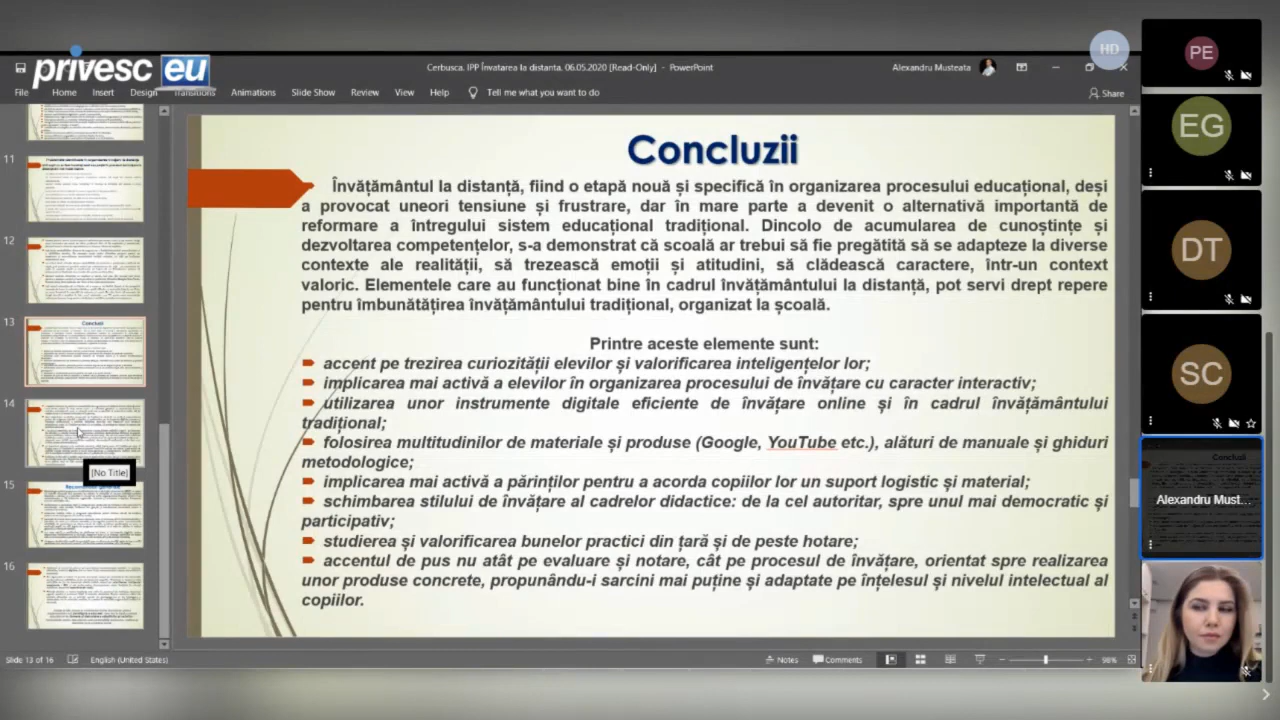 privesc eu
Cerbusca. IPP Învatarea la distanta, 06.05.2020 [Read-Only] - PowerPoint
Alexandru Musteata
HD
File Home Insert Design Transitions Animations Slide Show Review View Help Tell me what you want to do
Share
11
12
13
14
[No Title]
15
16
Concluzii
Învățământul la distanță, fiind o etapă nouă și specifică în organizarea procesului educațional, deși
a provocat uneori tensiune și frustrare, dar în mare parte a devenit o alternativă importantă de
reformare a întregului sistem educațional tradițional. Dincolo de acumularea de cunoștințe și
dezvoltarea competențelor, s-a demonstrat că școală ar trebui să fie pregătită să se adapteze la diverse
contexte ale realității, să trezească emoții și atitudini, să clădească caractere, într-un context
valoric. Elementele care au funcționat bine în cadrul învățământului la distanță, pot servi drept repere
pentru îmbunătățirea învățământului tradițional, organizat la școală.
Printre aceste elemente sunt:
accent pe trezirea curiozității elevilor și valorificarea inteligențelor lor;
implicarea mai activă a elevilor în organizarea procesului de învățare cu caracter interactiv;
utilizarea unor instrumente digitale eficiente de învățare online și în cadrul învățământului
tradițional;
folosirea multitudinii de materiale și produse (Google, YouTube etc.), alături de manuale și ghiduri
metodologice;
implicarea mai activă a părinților pentru a acorda copiilor lor un suport logistic și material;
schimbarea stilului de învățare al cadrelor didactice: de la unul autoritar, spre unul mai democratic și
participativ;
studierea și valorificarea bunelor practici din țară și de peste hotare;
accentul de pus nu atât pe evaluare și notare, cât pe procesul de învățare, orientat spre realizarea
unor produse concrete, propunându-i sarcini mai puține și clare, pe înțelesul și nivelul intelectual al
copiilor.
Slide 13 of 16 English (United States)
Notes Comments 98%
PE
EG
DT
SC
Concluzii
Alexandru Must...